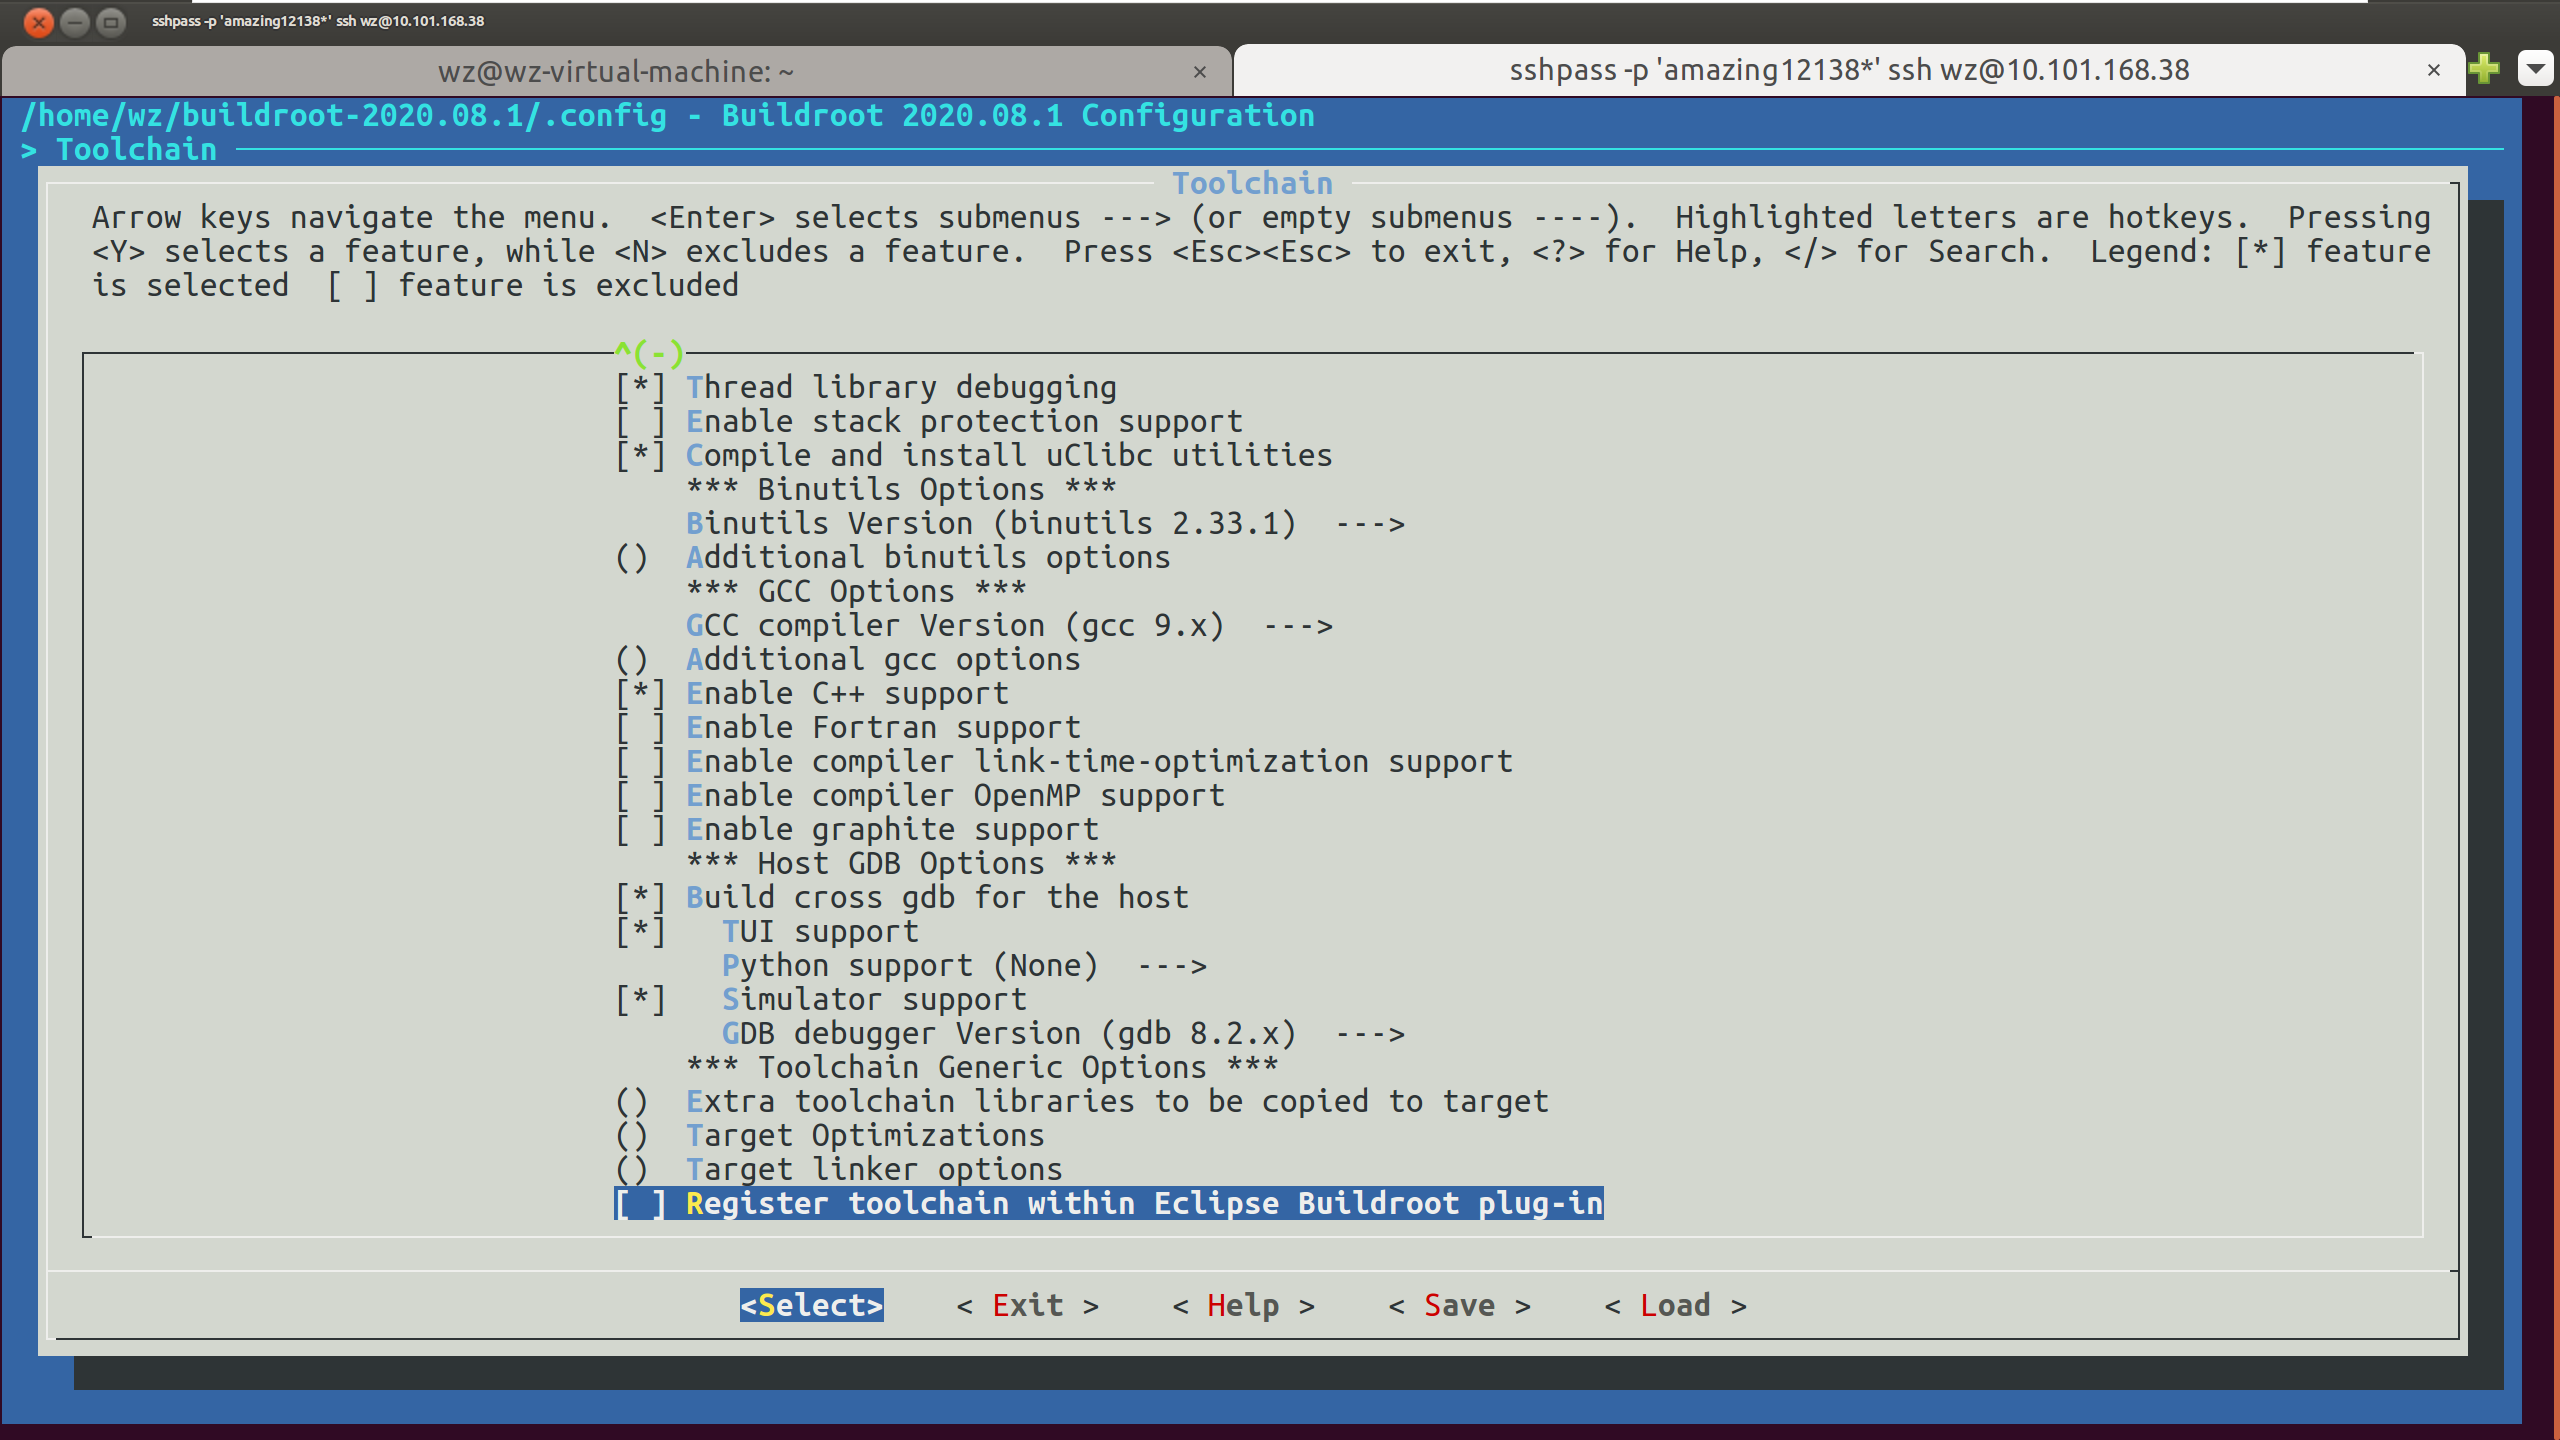 sshpass -p 'amazing12138*' ssh wz@10.101.168.38
wz@wz-virtual-machine: ~
sshpass -p 'amazing12138*' ssh wz@10.101.168.38
/home/wz/buildroot-2020.08.1/.config - Buildroot 2020.08.1 Configuration
> Toolchain
Toolchain
Arrow keys navigate the menu.  <Enter> selects submenus ---> (or empty submenus ----).  Highlighted letters are hotkeys.  Pressing
<Y> selects a feature, while <N> excludes a feature.  Press <Esc><Esc> to exit, <?> for Help, </> for Search.  Legend: [*] feature
is selected  [ ] feature is excluded
^(-)
[*] Thread library debugging
[ ] Enable stack protection support
[*] Compile and install uClibc utilities
*** Binutils Options ***
Binutils Version (binutils 2.33.1)  --->
()  Additional binutils options
*** GCC Options ***
GCC compiler Version (gcc 9.x)  --->
()  Additional gcc options
[*] Enable C++ support
[ ] Enable Fortran support
[ ] Enable compiler link-time-optimization support
[ ] Enable compiler OpenMP support
[ ] Enable graphite support
*** Host GDB Options ***
[*] Build cross gdb for the host
[*]   TUI support
Python support (None)  --->
[*]   Simulator support
GDB debugger Version (gdb 8.2.x)  --->
*** Toolchain Generic Options ***
()  Extra toolchain libraries to be copied to target
()  Target Optimizations
()  Target linker options
[ ] Register toolchain within Eclipse Buildroot plug-in
<Select>    < Exit >    < Help >    < Save >    < Load >